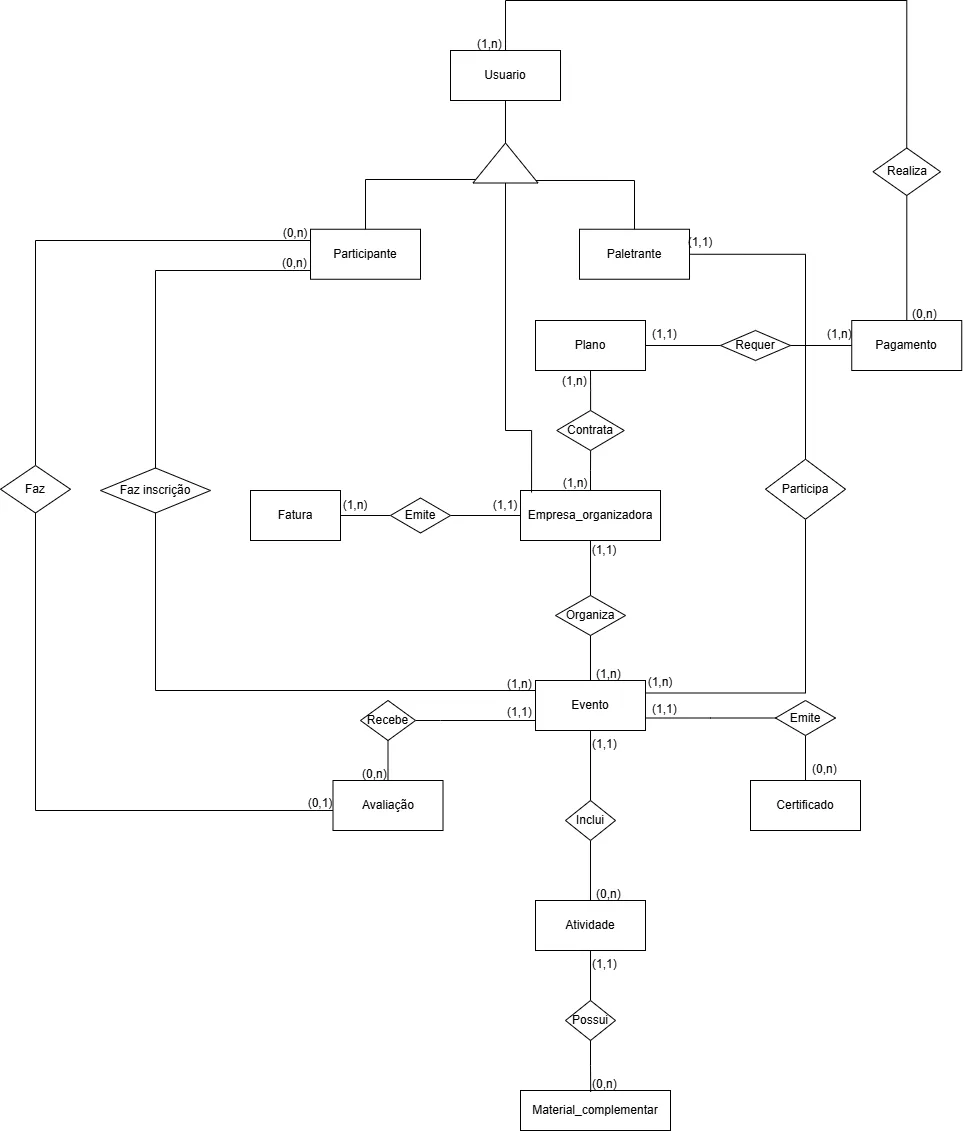 (1,n)
Usuario
Realiza
(0,n)
Participante
(0,n)
(1,1)
Paletrante
(0,n)
Plano
(1,1)
Requer
(1,n)
Pagamento
(1,n)
Contrata
(1,n)
Faz
Faz inscrição
Participa
Fatura
(1,n)
Emite
(1,1)
Empresa_organizadora
(1,1)
Organiza
(1,n)
(1,n)
Evento
(1,n)
(1,1)
(1,1)
(1,1)
Recebe
Emite
(0,n)
(0,n)
(0,1)
Avaliação
Certificado
Inclui
(0,n)
Atividade
(1,1)
Possui
(0,n)
Material_complementar